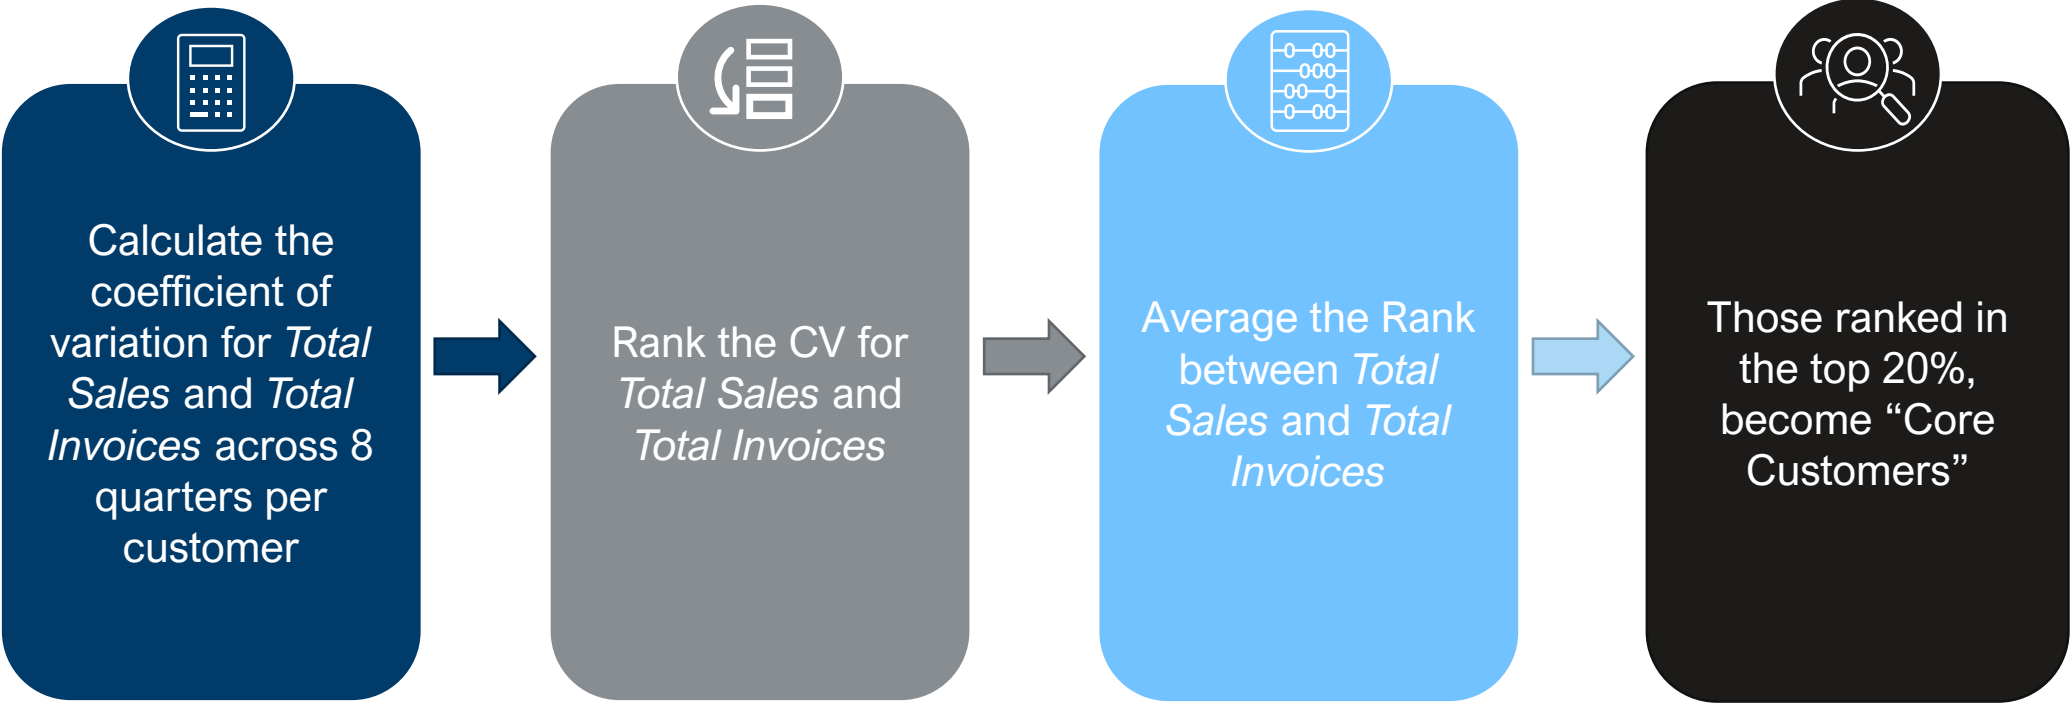 Calculate the
coefficient of
variation for Total
Sales and Total
Invoices across 8
quarters per
customer
Rank the CV for
Total Sales and
Total Invoices
Average the Rank
between Total
Sales and Total
Invoices
Those ranked in
the top 20%,
become “Core
Customers”